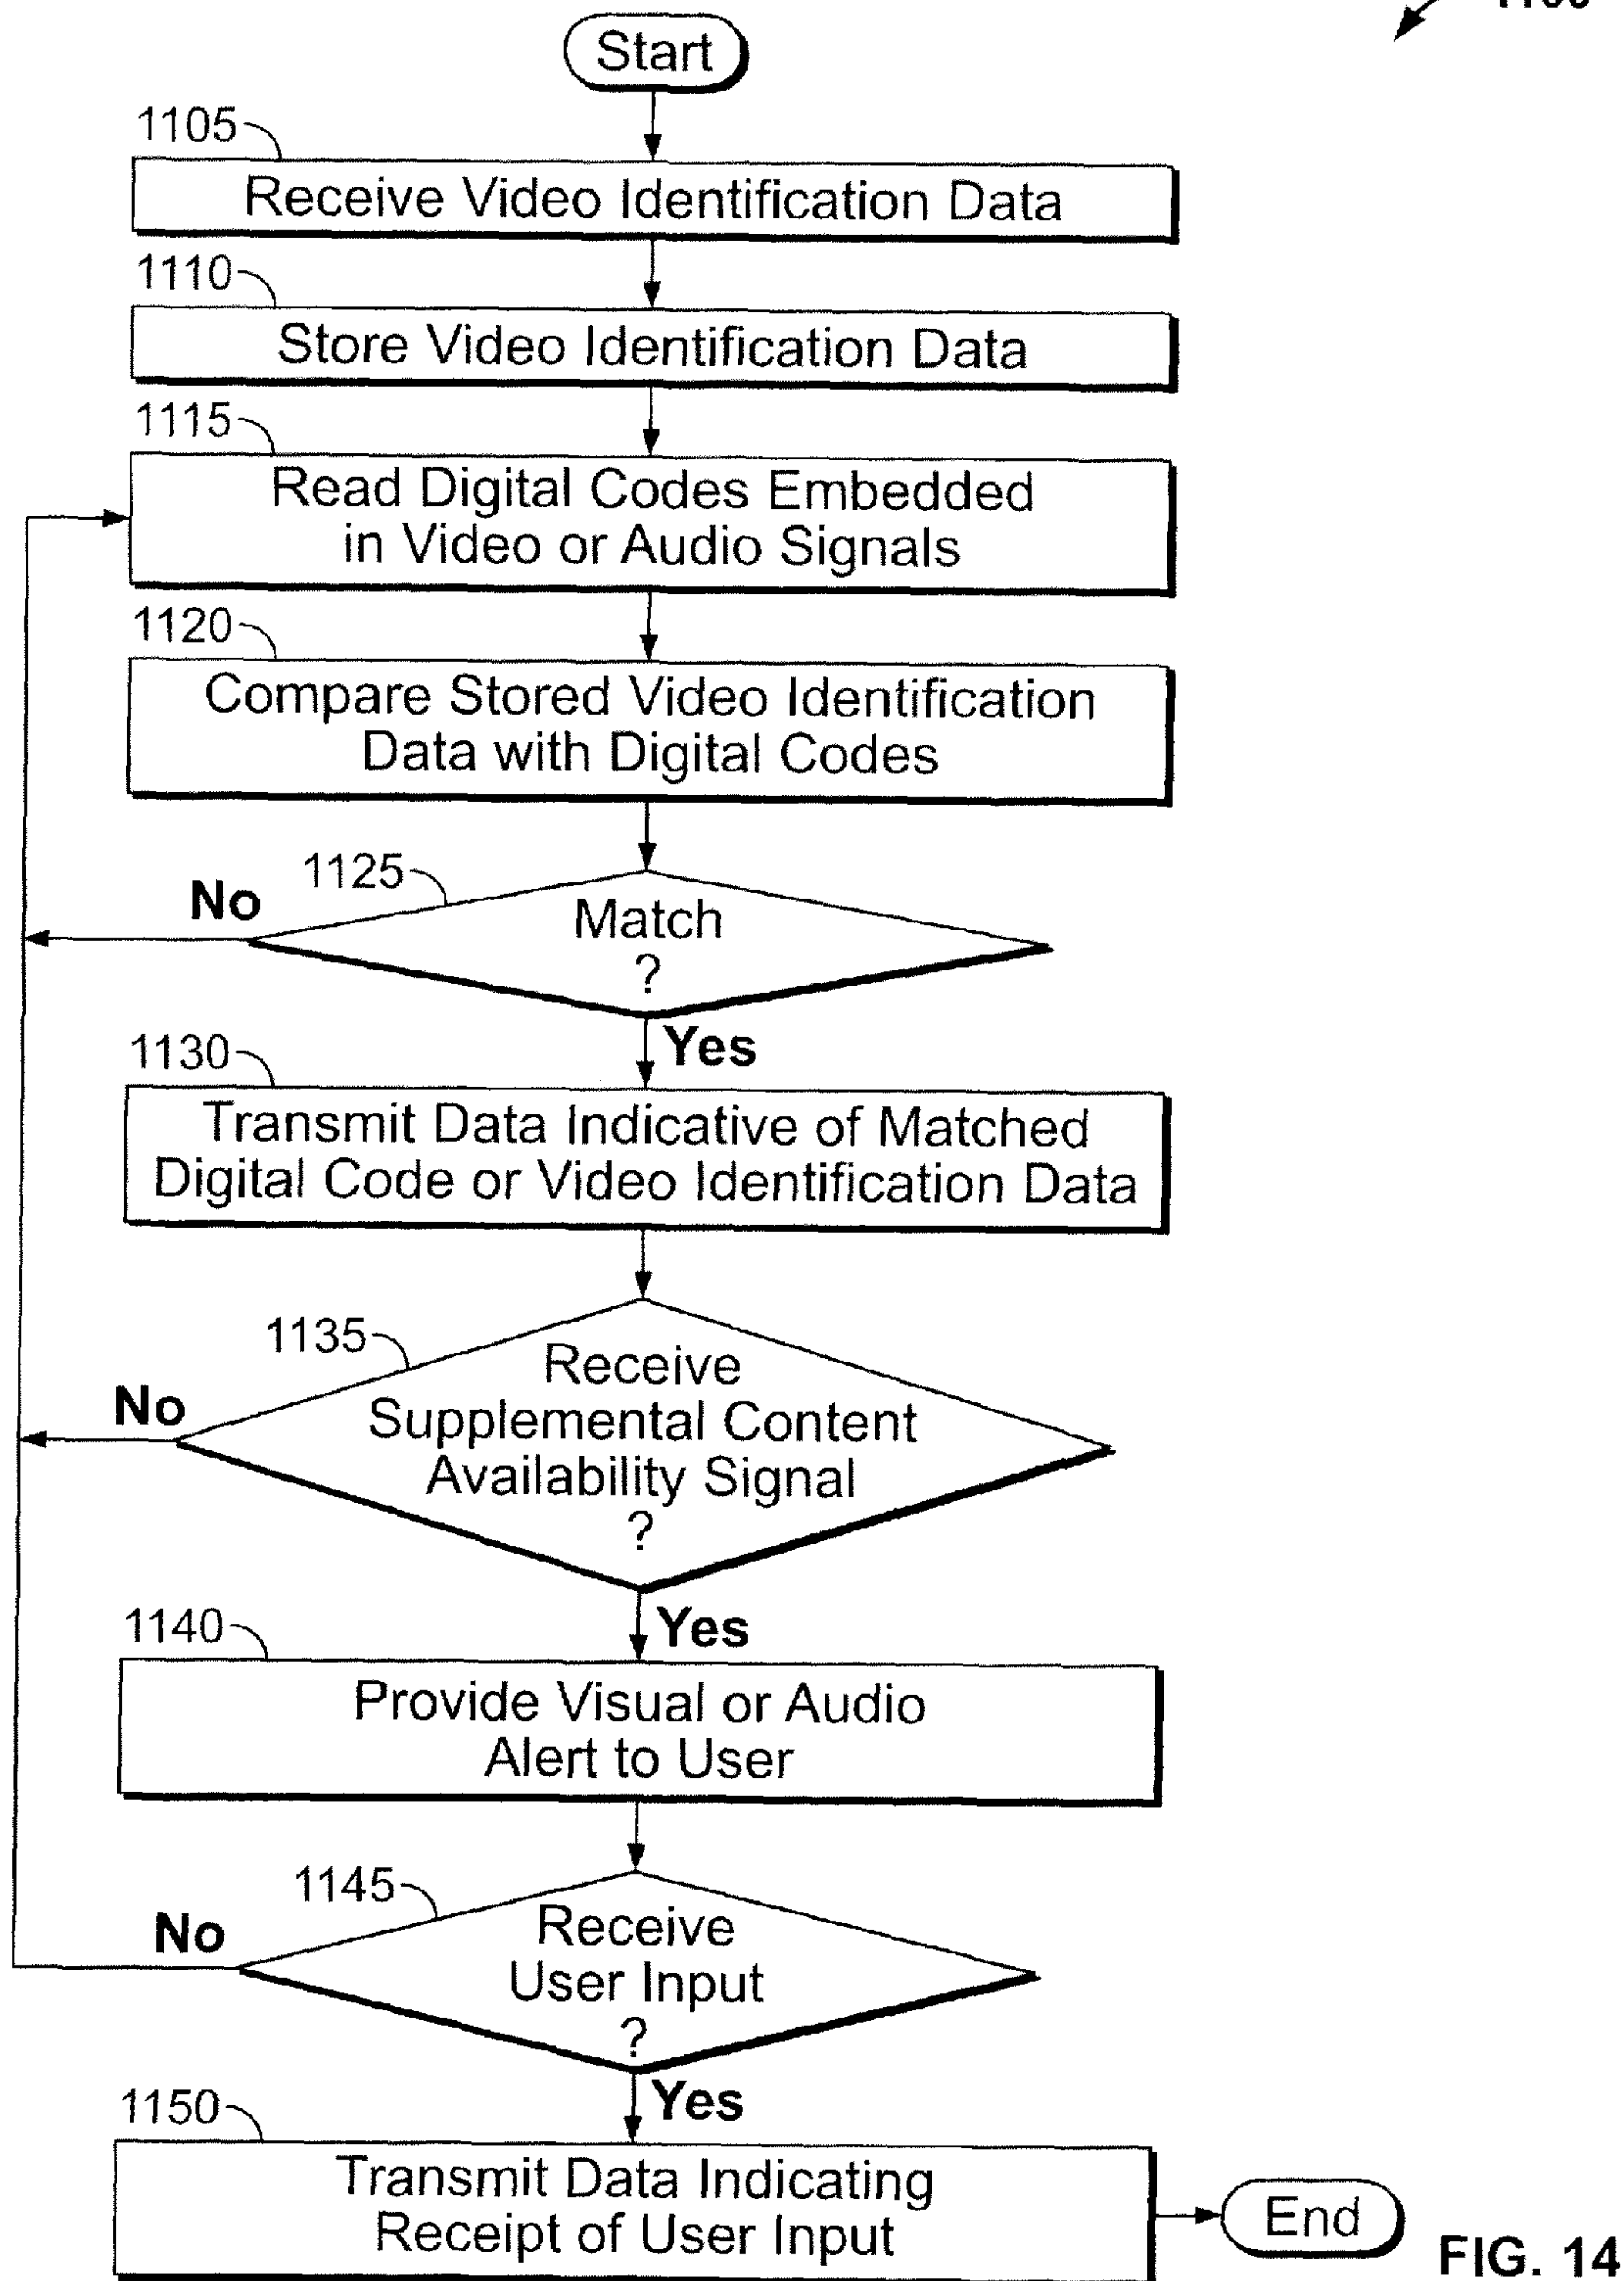 Start
1105
Receive Video Identification Data
1110
Store Video Identification Data
1115
Read Digital Codes Embedded
in Video or Audio Signals
1120
Compare Stored Video Identification
Data with Digital Codes
1125
No
Match
?
Yes
1130
Transmit Data Indicative of Matched
Digital Code or Video Identification Data
1135
No
Receive
Supplemental Content
Availability Signal
?
Yes
1140
Provide Visual or Audio
Alert to User
1145
No
Receive
User Input
?
Yes
1150
Transmit Data Indicating
Receipt of User Input
End
FIG. 14